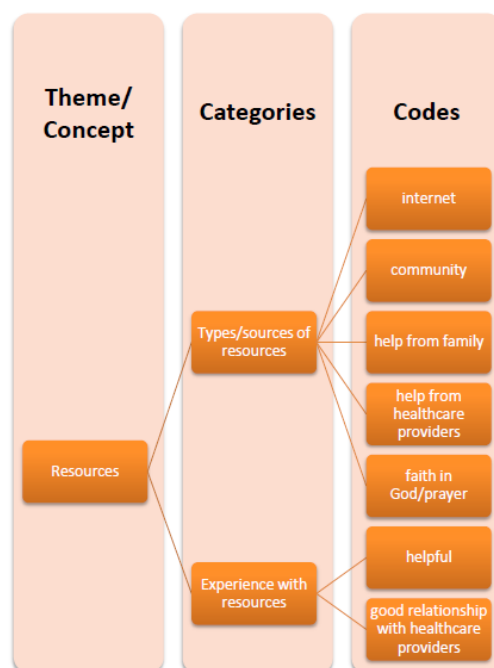 Theme/
Concept
Categories
Codes
Resources
Types/sources of
resources
Experience with
resources
internet
community
help from family
help from
healthcare
providers
faith in
God/prayer
helpful
good relationship
with healthcare
providers